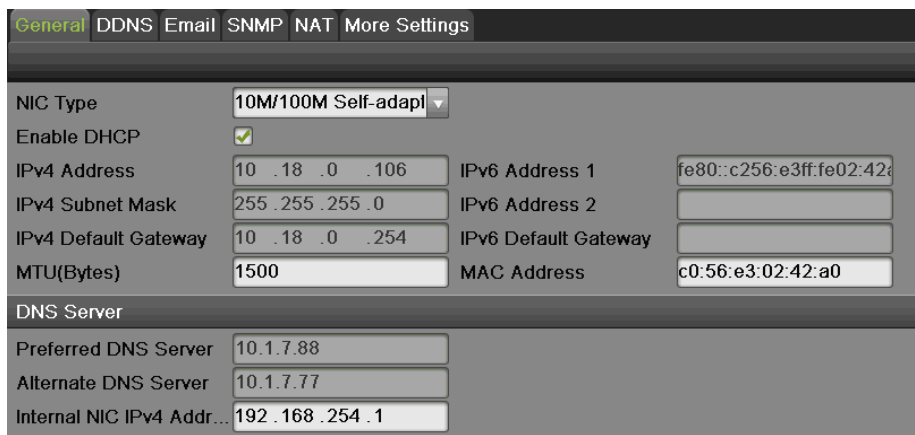 General DDNS Email SNMP NAT More Settings
NIC Type 10M/100M Self-adapl
Enable DHCP
IPv4 Address 10 .18 .0 .106 IPv6 Address 1 fe80::c256:e3ff:fe02:42a
IPv4 Subnet Mask 255 .255 .255 .0 IPv6 Address 2
IPv4 Default Gateway 10 .18 .0 .254 IPv6 Default Gateway
MTU(Bytes) 1500 MAC Address c0:56:e3:02:42:a0
DNS Server
Preferred DNS Server 10.1.7.88
Alternate DNS Server 10.1.7.77
Internal NIC IPv4 Addr... 192 .168 .254 .1